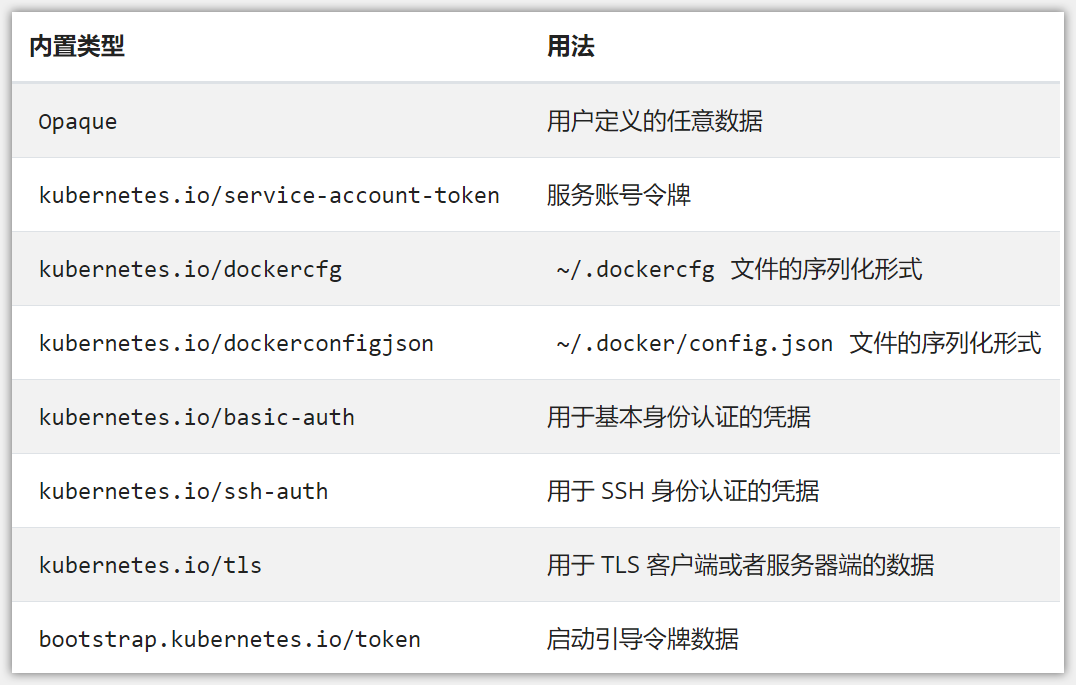 内置类型 用法
Opaque 用户定义的任意数据
kubernetes.io/service-account-token 服务账号令牌
kubernetes.io/dockercfg ~/.dockercfg 文件的序列化形式
kubernetes.io/dockerconfigjson ~/.docker/config.json 文件的序列化形式
kubernetes.io/basic-auth 用于基本身份认证的凭据
kubernetes.io/ssh-auth 用于 SSH 身份认证的凭据
kubernetes.io/tls 用于 TLS 客户端或者服务器端的数据
bootstrap.kubernetes.io/token 启动引导令牌数据